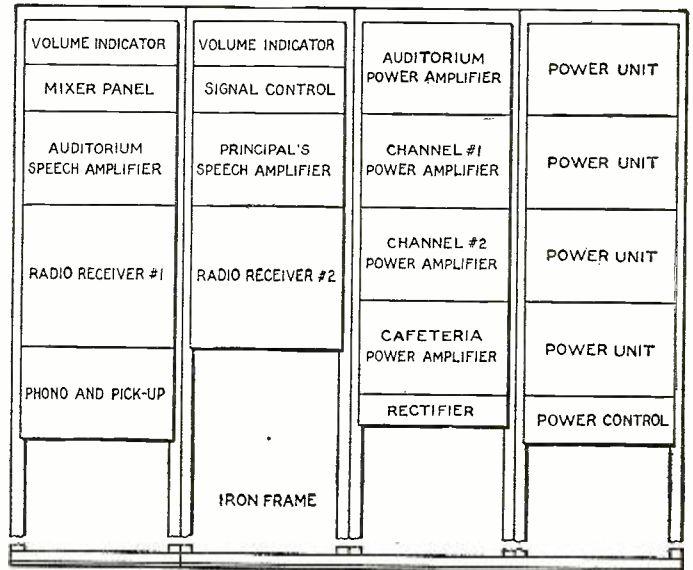 VOLUME INDICATOR
MIXER PANEL
AUDITORIUM
SPEECH AMPLIFIER
RADIO RECEIVER #1
PHONO AND PICK-UP
VOLUME INDICATOR
SIGNAL CONTROL
PRINCIPAL'S
SPEECH AMPLIFIER
RADIO RECEIVER #2
IRON FRAME
AUDITORIUM
POWER AMPLIFIER
CHANNEL #1
POWER AMPLIFIER
CHANNEL #2
POWER AMPLIFIER
CAFETERIA
POWER AMPLIFIER
RECTIFIER
POWER UNIT
POWER UNIT
POWER UNIT
POWER UNIT
POWER CONTROL